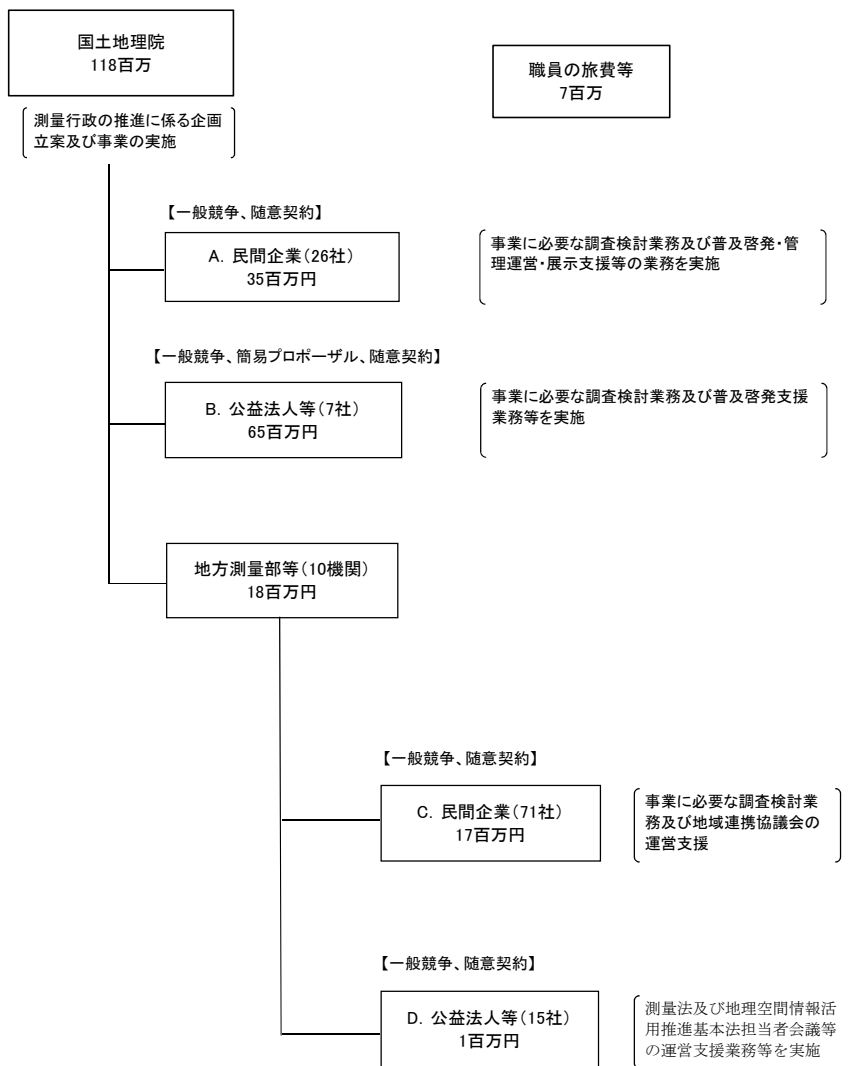 国土地理院
118百万
職員の旅費等
7百万
測量行政の推進に係る企画
立案及び事業の実施
【一般競争、随意契約】
A. 民間企業(26社)
35百万円
事業に必要な調査検討業務及び普及啓発・管
理運営・展示支援等の業務を実施
【一般競争、簡易プロポーザル、随意契約】
B. 公益法人等(7社)
65百万円
事業に必要な調査検討業務及び普及啓発支援
業務等を実施
地方測量部等(10機関)
18百万円
【一般競争、随意契約】
C. 民間企業(71社)
17百万円
事業に必要な調査検討業
務及び地域連携協議会の
運営支援
【一般競争、随意契約】
D. 公益法人等(15社)
1百万円
測量法及び地理空間情報活
用推進基本法担当者会議等
の運営支援業務等を実施